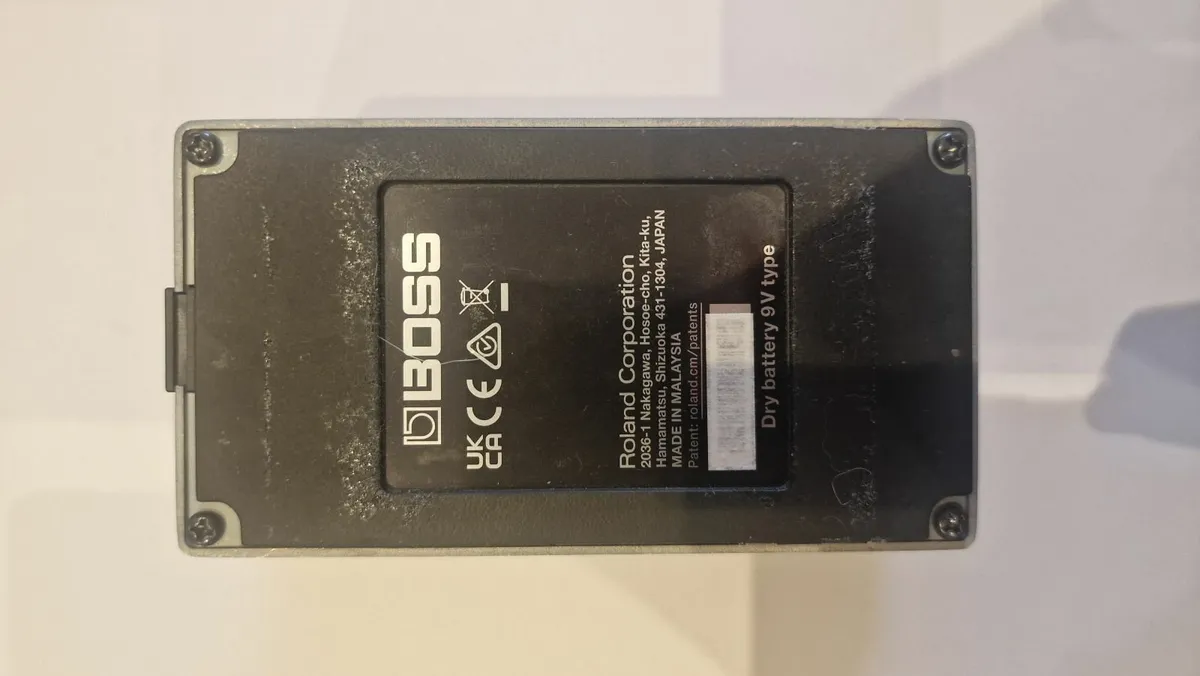 BOSS
UK
CA CE
Roland Corporation
2036-1 Nakagawa, Hosoe-cho, Kita-ku,
Hamamatsu, Shizuoka 431-1304, JAPAN
MADE IN MALAYSIA
Patent: roland.cm/patents
Dry battery 9V type